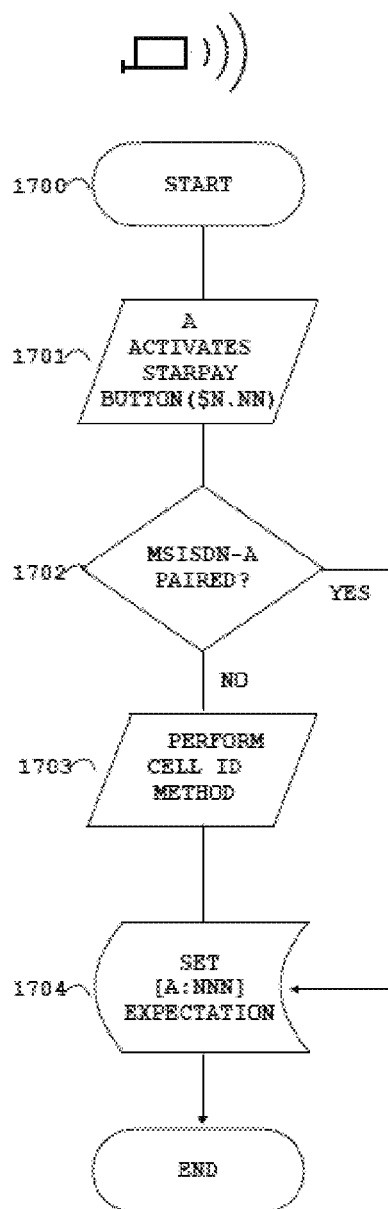 1700
START
1701
A
ACTIVATES
STARPAY
BUTTON($N.NN)
1702
MSISDN-A
PAIRED?
YES
NO
1703
PERFORM
CELL ID
METHOD
1704
SET
[A:NNN]
EXPECTATION
END